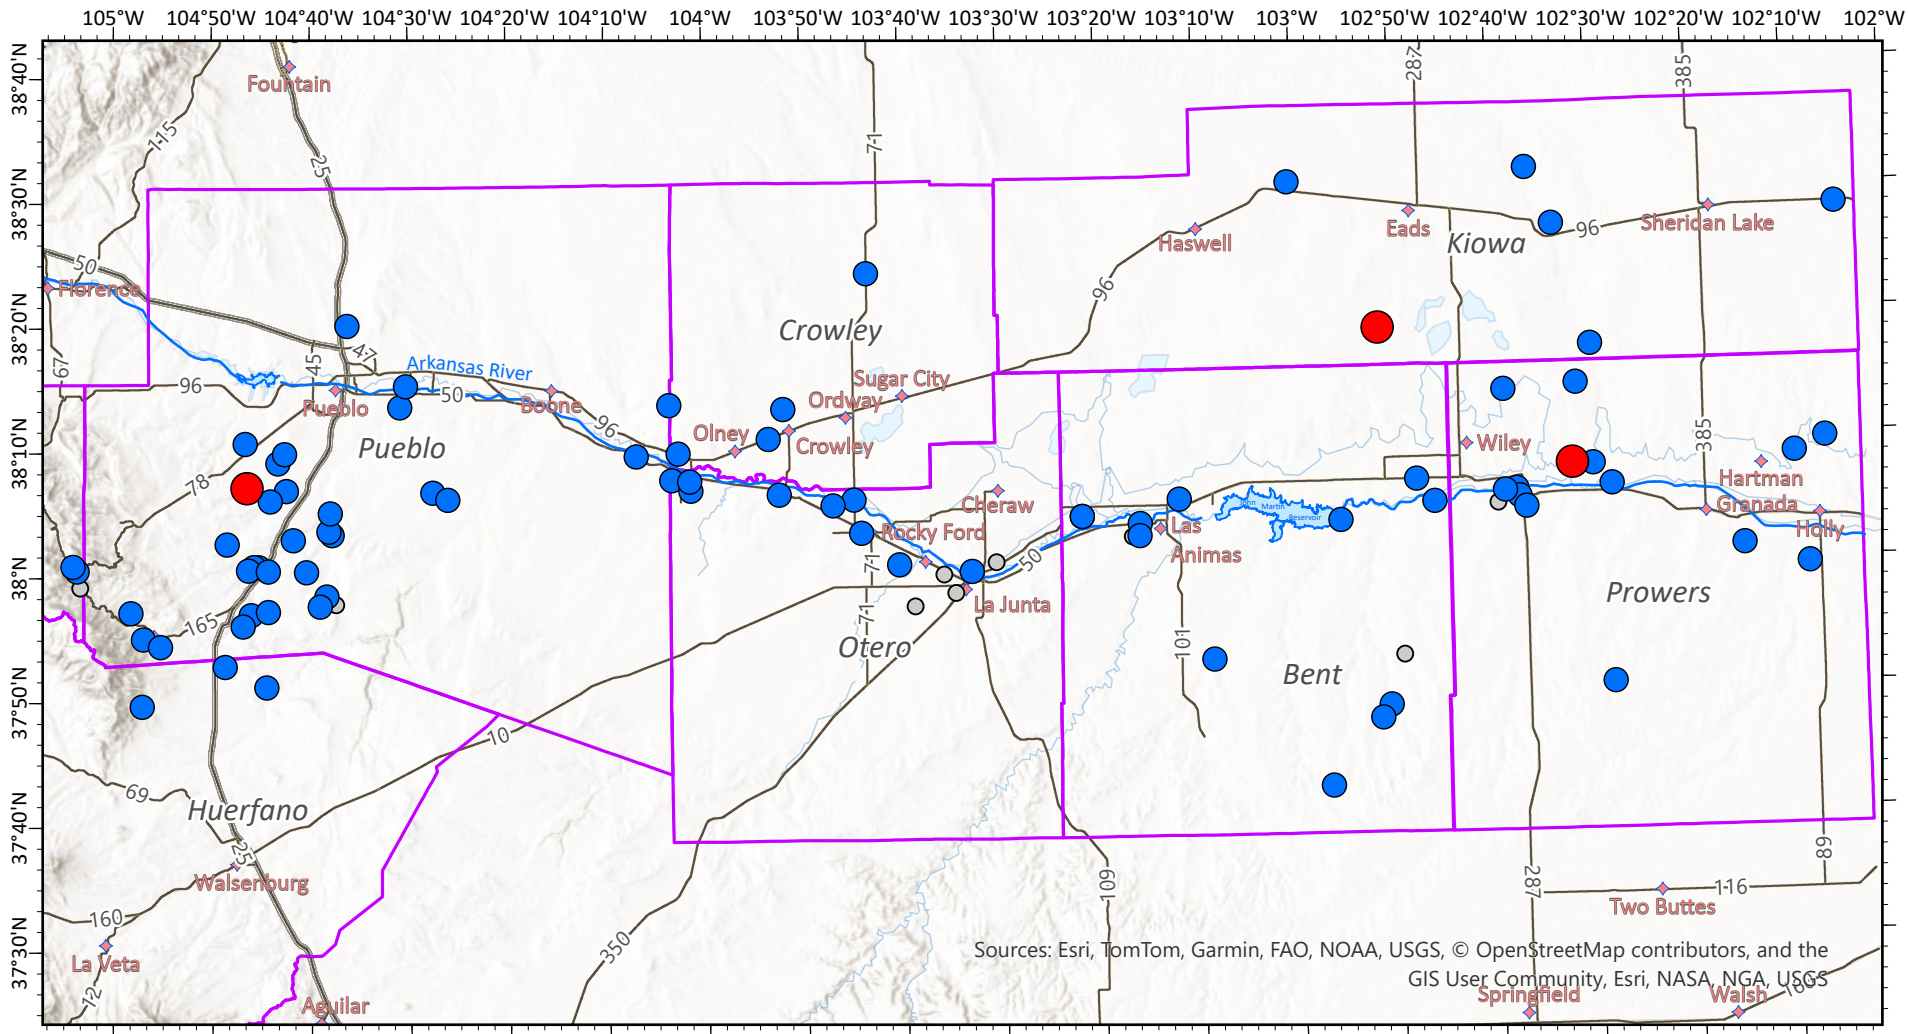 105°W 104°50'W 104°40'W 104°30'W 104°20'W 104°10'W 104°W 103°50'W 103°40'W 103°30'W 103°20'W 103°10'W 103°W 102°50'W 102°40'W 102°30'W 102°20'W 102°10'W 102°W
38°40'N
38°30'N
38°20'N
38°10'N
38°N
37°50'N
37°40'N
37°30'N
Fountain
115
25
71
287
385
Haswell
Eads
Kiowa
96
Sheridan Lake
50
Florence
96
Crowley
67
45
47
Arkansas River
96
Pueblo
50
Boone
Sugar City
Ordway
96
Olney
Crowley
Pueblo
Wiley
385
78
Hartman
Cheraw
Granada
Rocky Ford
Las
Animas
John
Martin
Reservoir
Holly
71
50
La Junta
165
71
Otero
101
Bent
Prowers
10
69
Huerfano
25
Walsenburg
160
La Veta
12
Aguilar
350
109
287
89
116
Two Buttes
Sources: Esri, TomTom, Garmin, FAO, NOAA, USGS, © OpenStreetMap contributors, and the
GIS User Community, Esri, NASA, NGA, USGS
Springfield
Walsh
160